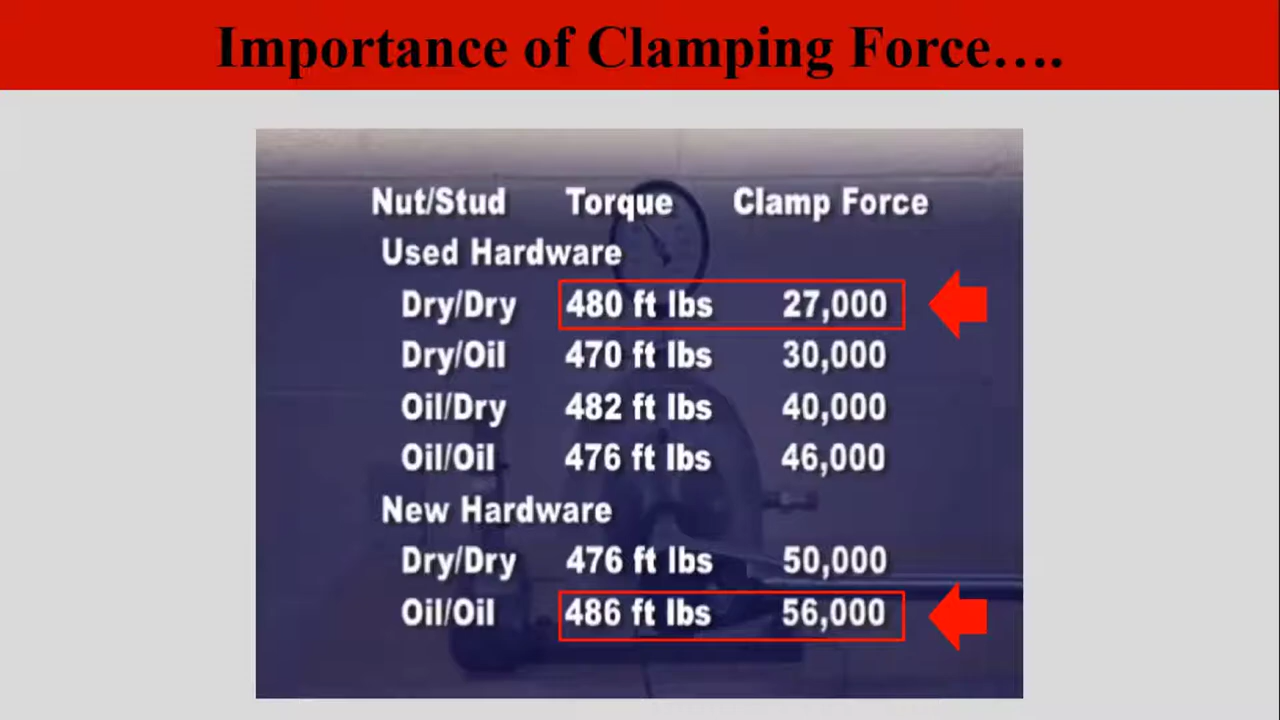 Importance of Clamping Force….
Nut/Stud Torque Clamp Force
Used Hardware
Dry/Dry 480 ft lbs 27,000
Dry/Oil 470 ft lbs 30,000
Oil/Dry 482 ft lbs 40,000
Oil/Oil 476 ft lbs 46,000
New Hardware
Dry/Dry 476 ft lbs 50,000
Oil/Oil 486 ft lbs 56,000